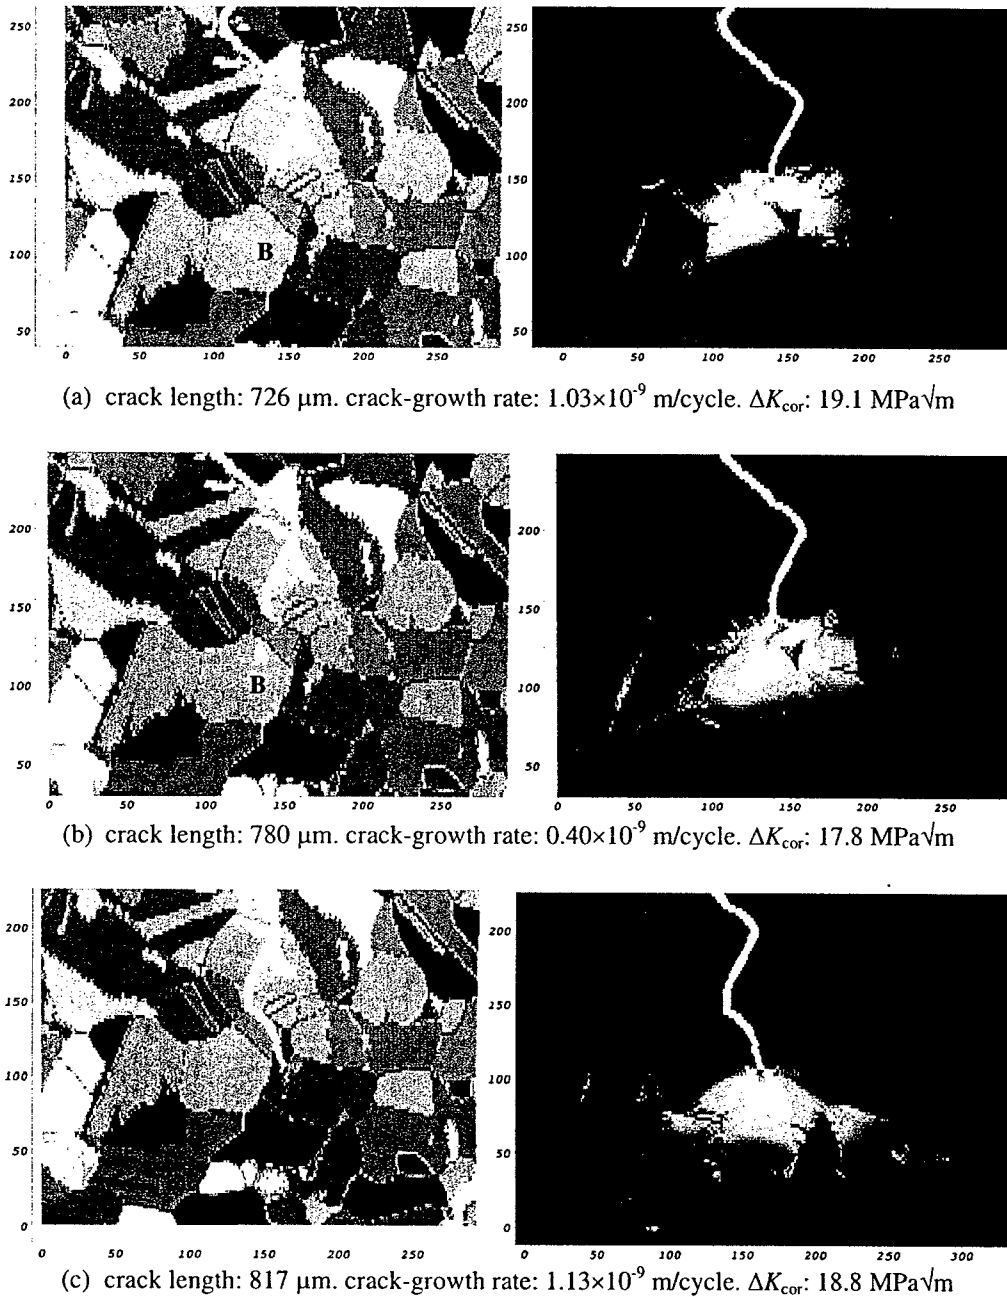 250
200
150
100
50
0 50 100 150 200 250
A
B
250
200
150
100
50
0 100 150 200 250
(a) crack length: 726 μm. crack-growth rate: 1.03×10⁻⁹ m/cycle. ΔK_cor: 19.1 MPa√m
200
150
100
50
0 50 100 150 200 250
B
200
150
100
50
0 50 100 150 200 250
(b) crack length: 780 μm. crack-growth rate: 0.40×10⁻⁹ m/cycle. ΔK_cor: 17.8 MPa√m
200
150
100
50
0
0 50 100 150 200 250
200
150
100
50
0
0 50 100 150 200 250 300
(c) crack length: 817 μm. crack-growth rate: 1.13×10⁻⁹ m/cycle. ΔK_cor: 18.8 MPa√m